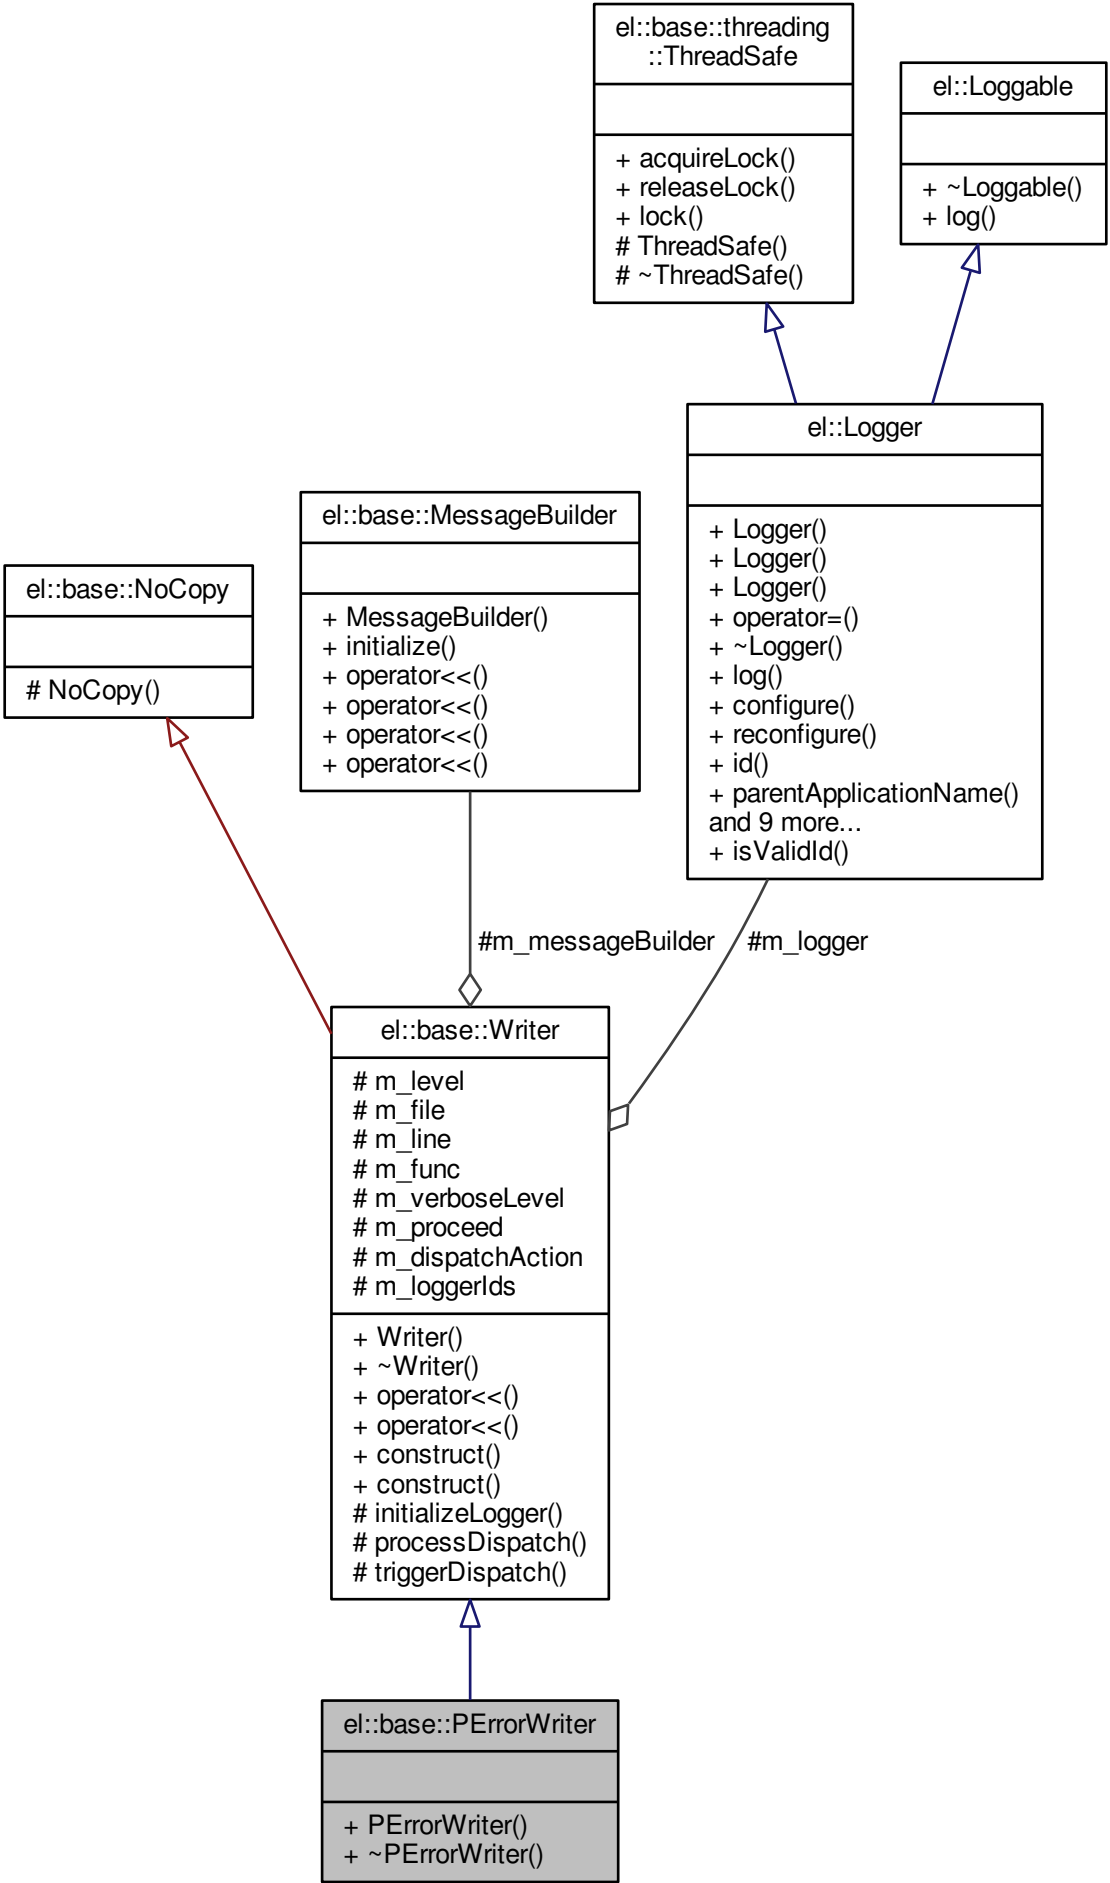 el::base::threading
::ThreadSafe
+ acquireLock()
+ releaseLock()
+ lock()
# ThreadSafe()
# ~ThreadSafe()
el::Loggable
+ ~Loggable()
+ log()
el::Logger
+ Logger()
+ Logger()
+ Logger()
+ operator=()
+ ~Logger()
+ log()
+ configure()
+ reconfigure()
+ id()
+ parentApplicationName()
and 9 more...
+ isValidId()
el::base::MessageBuilder
+ MessageBuilder()
+ initialize()
+ operator<<()
+ operator<<()
+ operator<<()
+ operator<<()
el::base::NoCopy
# NoCopy()
#m_messageBuilder
#m_logger
el::base::Writer
# m_level
# m_file
# m_line
# m_func
# m_verboseLevel
# m_proceed
# m_dispatchAction
# m_loggerIds
+ Writer()
+ ~Writer()
+ operator<<()
+ operator<<()
+ construct()
+ construct()
# initializeLogger()
# processDispatch()
# triggerDispatch()
el::base::PErrorWriter
+ PErrorWriter()
+ ~PErrorWriter()